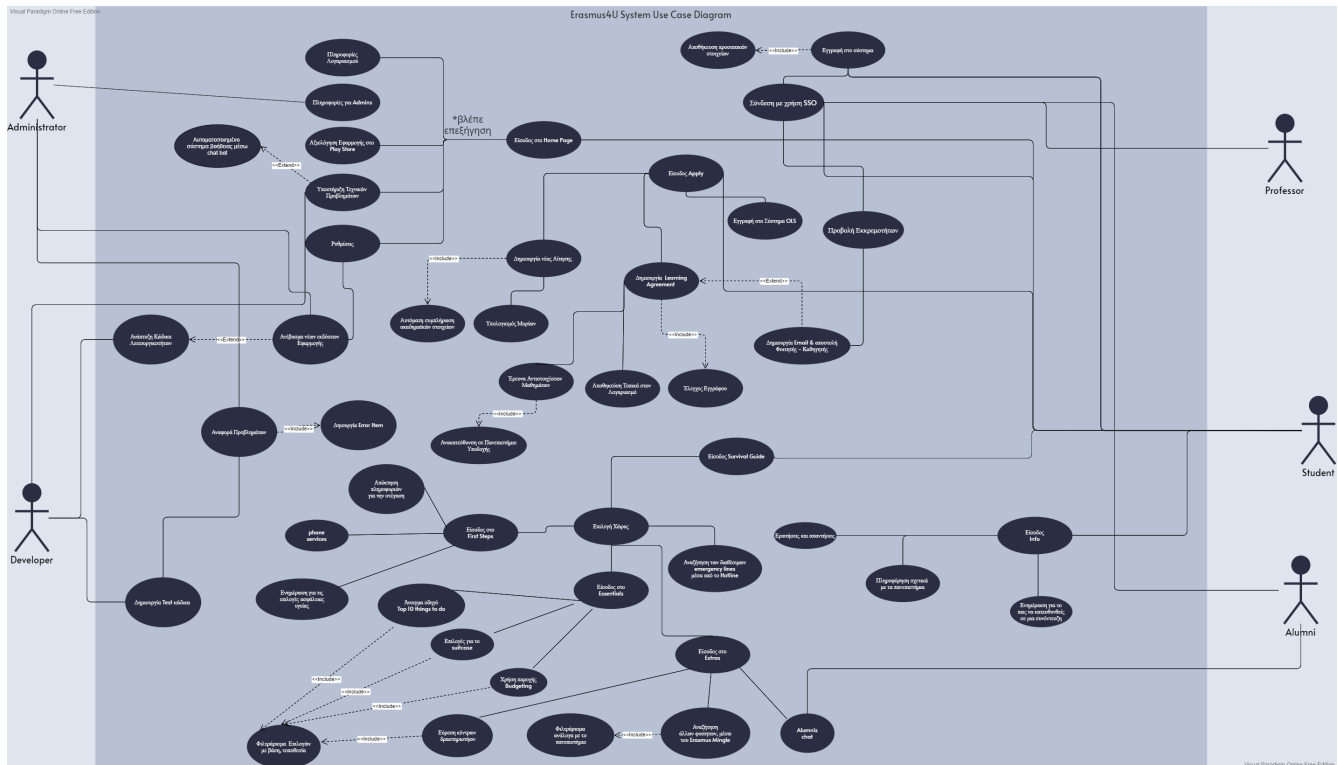 Visual Paradigm Online Free Edition
Erasmus4U System Use Case Diagram
Administrator
Πληροφορίες
Λογαριασμού
Πληροφορίες για Admins
Αξιολόγηση Εφαρμογής στο
Play Store
Αυτοματοποιημένο
σύστημα βοήθειας μέσω
chat bot
<<Extend>>
Υποστήριξη Τεχνικών
Προβλημάτων
Ρυθμίσεις
*βλέπε
επεξήγηση
Είσοδος στο Home Page
Αποθήκευση προσωπικών
στοιχείων
<<Include>>
Εγγραφή στο σύστημα
Σύνδεση με χρήση SSO
Professor
Είσοδος Apply
Εγγραφή στο Σύστημα OLS
Προβολή Εκκρεμοτήτων
Δημιουργία νέας Αίτησης
<<Include>>
Αυτόματη συμπλήρωση
ακαδημαϊκών στοιχείων
Υπολογισμός Μορίων
Δημιουργία Learning
Agreement
<<Extend>>
<<Include>>
Δημιουργία Email & αποστολή
Φοιτητής – Καθηγητής
Έρευνα Αντιστοιχίσεων
Μαθημάτων
Αποθήκευση Τοπικά στον
Λογαριασμό
Έλεγχος Εγγράφου
<<Include>>
Ανακατεύθυνση σε Πανεπιστήμιο
Υποδοχής
Ανάπτυξη Κώδικα
Λειτουργικοτήτων
<<Extend>>
Ανέβασμα νέων εκδόσεων
Εφαρμογής
Αναφορά Προβλημάτων
<<Include>>
Δημιουργία Error Item
Developer
Δημιουργία Test κώδικα
Student
Είσοδος Survival Guide
Απόκτηση
πληροφοριών
για την στέγαση
phone
services
Είσοδος στο
First Steps
Επιλογή Χώρας
Ενημέρωση για τις
επιλογές ασφάλειας
υγείας
Αναζήτηση των διαθέσιμων
emergency lines
μέσα από το Hotline
Ερωτήσεις και απαντήσεις
Είσοδος
Info
Πληροφόρηση σχετικά
με τα πανεπιστήμια
Ενημέρωση για το
πως να κατευθυνθείς
σε μια συνέντευξη
Alumni
Άνοιγμα οδηγό
Top 10 things to do
Είσοδος στο
Essentials
Επιλογές για το
suitcase
Χρήση παροχής
Budgeting
Είσοδος στο
Extras
<<Include>>
<<Include>>
<<Include>>
Φιλτράρισμα Επιλογών
με βάση, τοποθεσία
<<Include>>
Εύρεση κέντρων
δραστηριοτήτων
Φιλτράρισμα
ανάλογα με το
πανεπιστήμιο
<<Include>>
Αναζήτηση
άλλων φοιτητών, μέσω
του Erasmus Mingle
Alumnis
chat
Visual Paradigm Online Free Edition